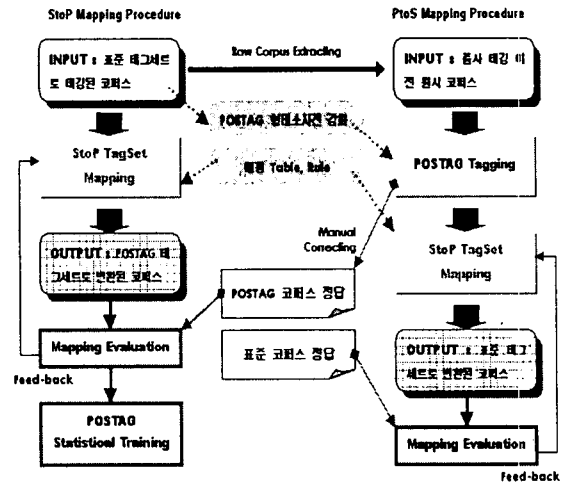 StoP Mapping Procedure
PtoS Mapping Procedure
INPUT : 표준 태그세트
로 태깅된 코퍼스
Raw Corpus Extracting
INPUT : 품사 태깅 이
전 원시 코퍼스
POSTAG 형태소사전 강화
StoP TagSet
Mapping
맵핑 Table, Rule
POSTAG Tagging
Manual
Correcting
OUTPUT : POSTAG 태
그세트로 변환된 코퍼스
StoP TagSet
Mapping
POSTAG 코퍼스 정답
Mapping Evaluation
표준 코퍼스 정답
OUTPUT : 표준 태그
세트로 변환된 코퍼스
Feed-back
POSTAG
Statistical Training
Mapping Evaluation
Feed-back